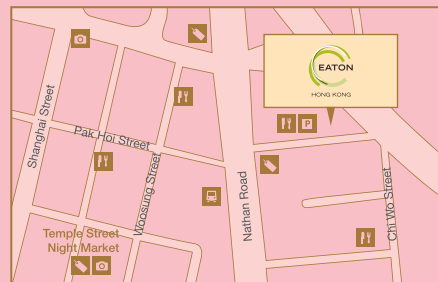 EATON
HONG KONG
P
Shanghai Street
Pak Hoi Street
Woosung Street
Nathan Road
Chi Wo Street
Temple Street
Night Market